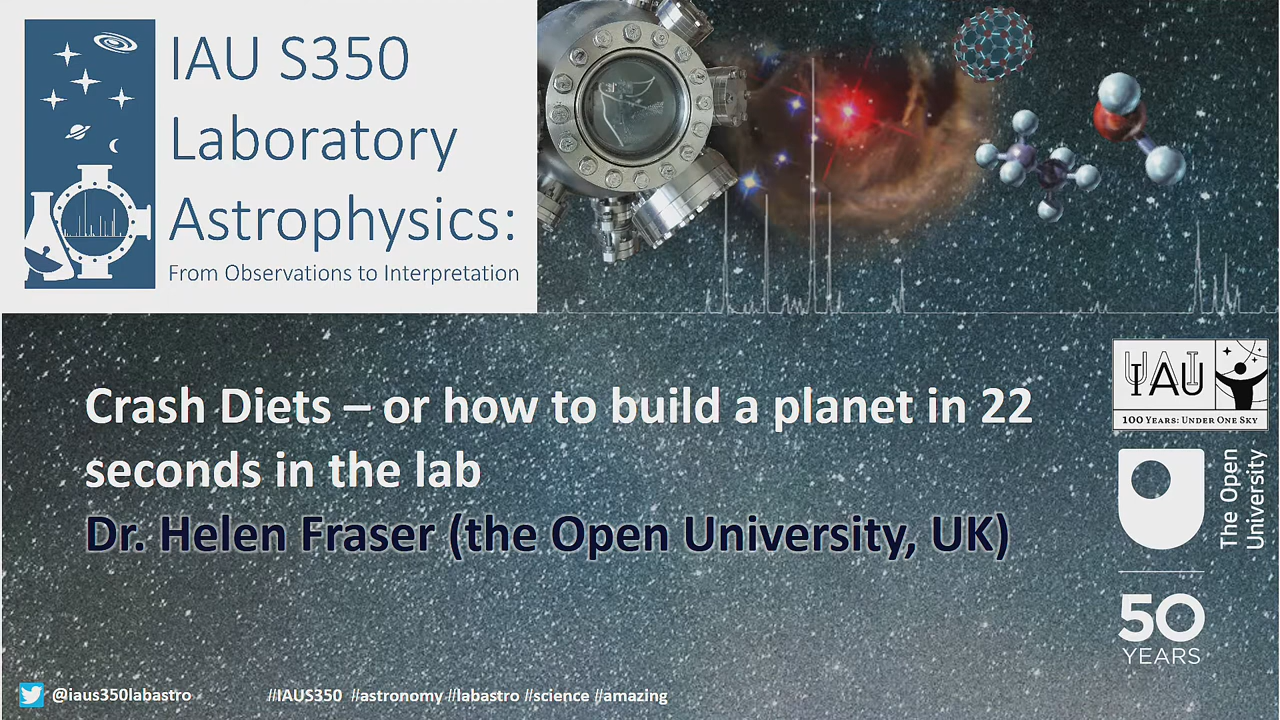 IAU S350
Laboratory
Astrophysics:
From Observations to Interpretation
IAU
100 YEARS: UNDER ONE SKY
Crash Diets – or how to build a planet in 22
seconds in the lab
Dr. Helen Fraser (the Open University, UK)
The Open
University
50
YEARS
@iaus350labastro
#IAUS350 #astronomy #labastro #science #amazing